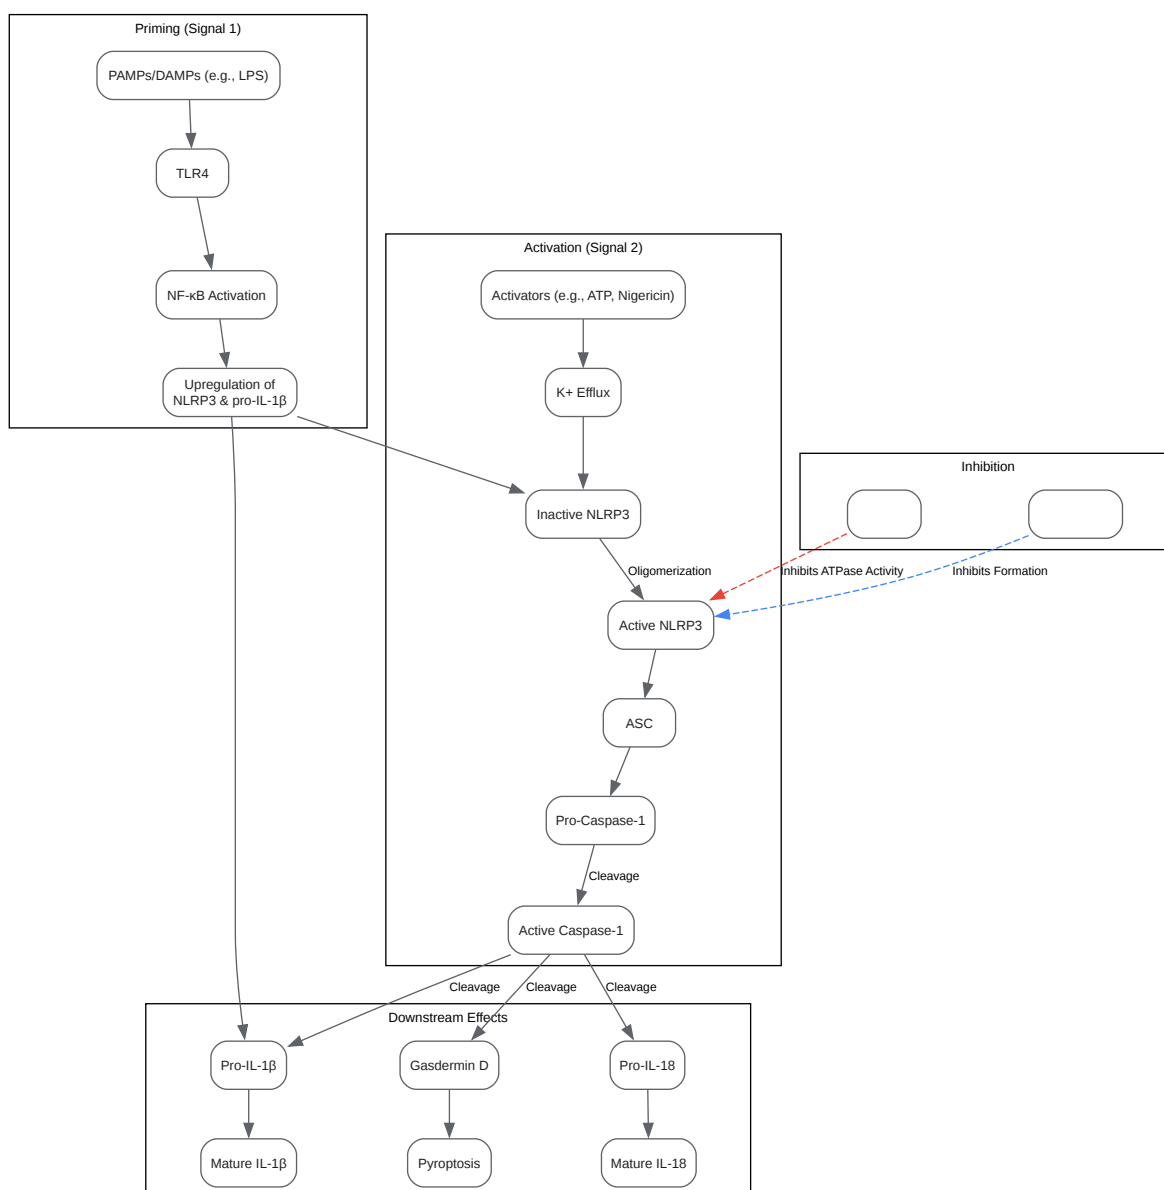 Priming (Signal 1)
PAMPs/DAMPs (e.g., LPS)
TLR4
NF-κB Activation
Upregulation of
NLRP3 & pro-IL-1β
Activation (Signal 2)
Activators (e.g., ATP, Nigericin)
K+ Efflux
Inactive NLRP3
Oligomerization
Active NLRP3
ASC
Pro-Caspase-1
Cleavage
Active Caspase-1
Inhibition
Inhibits ATPase Activity
Inhibits Formation
Cleavage
Cleavage
Cleavage
Downstream Effects
Pro-IL-1β
Gasdermin D
Pro-IL-18
Mature IL-1β
Pyroptosis
Mature IL-18